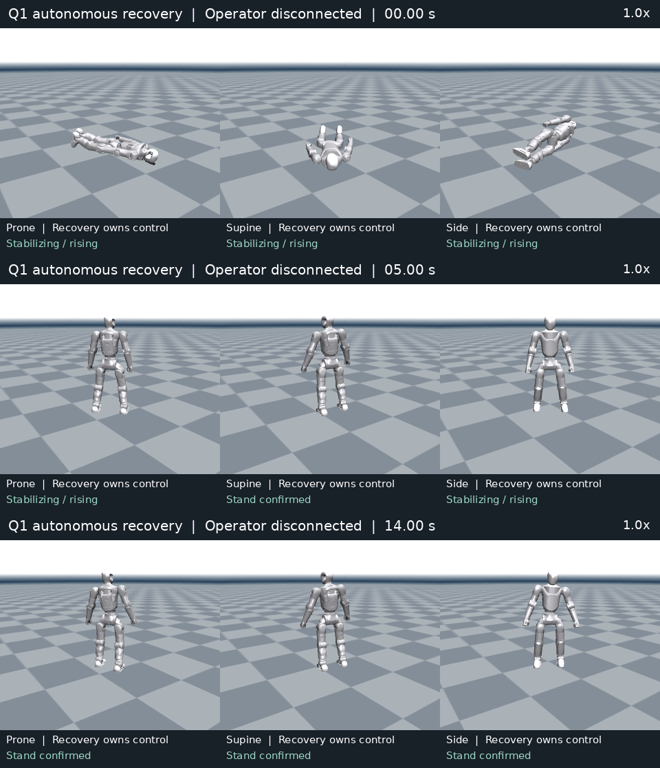 Q1 autonomous recovery | Operator disconnected | 00.00 s 1.0x
Prone | Recovery owns control Supine | Recovery owns control Side | Recovery owns control
Stabilizing / rising Stabilizing / rising Stabilizing / rising
Q1 autonomous recovery | Operator disconnected | 05.00 s 1.0x
Prone | Recovery owns control Supine | Recovery owns control Side | Recovery owns control
Stabilizing / rising Stand confirmed Stabilizing / rising
Q1 autonomous recovery | Operator disconnected | 14.00 s 1.0x
Prone | Recovery owns control Supine | Recovery owns control Side | Recovery owns control
Stand confirmed Stand confirmed Stand confirmed